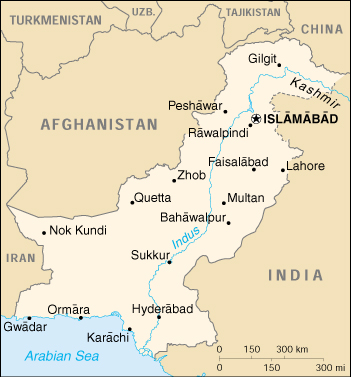 UZB.
TAJIKISTAN
TURKMENISTAN
CHINA
Gilgit
Kashmir
Peshāwar
ISLĀMĀBĀD
Rāwalpindi
AFGHANISTAN
Faisalābad
Lahore
Zhob
Quetta
Multan
Bahāwalpur
Nok Kundi
Indus
IRAN
Sukkur
INDIA
Ormāra
Hyderābād
Gwādar
Karāchi
Arabian Sea
0 150 300 km
0 150 300 mi